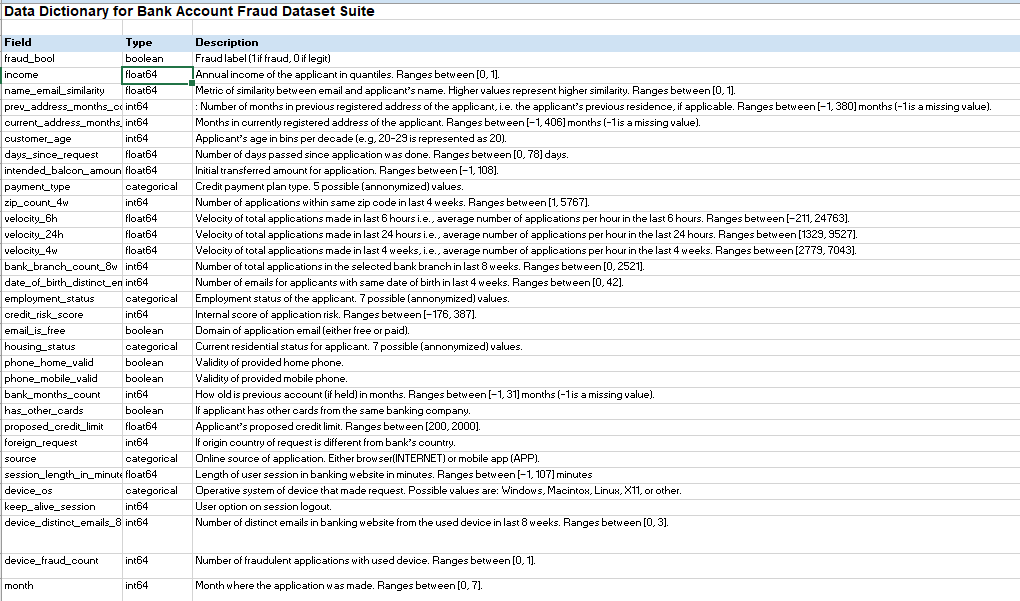 Data Dictionary for Bank Account Fraud Dataset Suite
Field Type Description
fraud_bool boolean Fraud label (1 if fraud, 0 if legit)
income float64 Annual income of the applicant in quantiles. Ranges between [0, 1].
name_email_similarity float64 Metric of similarity between email and applicant's name. Higher values represent higher similarity. Ranges between [0, 1].
prev_address_months_co int64 : Number of months in previous registered address of the applicant, i.e. the applicant's previous residence, if applicable. Ranges between [-1, 380] months (-1 is a missing value).
current_address_months_ int64 Months in currently registered address of the applicant. Ranges between [-1, 406] months (-1 is a missing value).
customer_age int64 Applicant's age in bins per decade (e.g, 20-29 is represented as 20).
days_since_request float64 Number of days passed since application was done. Ranges between [0, 78] days.
intended_balcon_amoun float64 Initial transferred amount for application. Ranges between [-1, 108].
payment_type categorical Credit payment plan type. 5 possible (annonymized) values.
zip_count_4w int64 Number of applications within same zip code in last 4 weeks. Ranges between [1, 5767].
velocity_6h float64 Velocity of total applications made in last 6 hours i.e., average number of applications per hour in the last 6 hours. Ranges between [-211, 24763].
velocity_24h float64 Velocity of total applications made in last 24 hours i.e., average number of applications per hour in the last 24 hours. Ranges between [1329, 9527].
velocity_4w float64 Velocity of total applications made in last 4 weeks, i.e., average number of applications per hour in the last 4 weeks. Ranges between [2779, 7043].
bank_branch_count_8w int64 Number of total applications in the selected bank branch in last 8 weeks. Ranges between [0, 2521].
date_of_birth_distinct_em int64 Number of emails for applicants with same date of birth in last 4 weeks. Ranges between [0, 42].
employment_status categorical Employment status of the applicant. 7 possible (annonymized) values.
credit_risk_score int64 Internal score of application risk. Ranges between [-176, 387].
email_is_free boolean Domain of application email (either free or paid).
housing_status categorical Current residential status for applicant. 7 possible (annonymized) values.
phone_home_valid boolean Validity of provided home phone.
phone_mobile_valid boolean Validity of provided mobile phone.
bank_months_count int64 How old is previous account (if held) in months. Ranges between [-1, 31] months (-1 is a missing value).
has_other_cards boolean If applicant has other cards from the same banking company.
proposed_credit_limit float64 Applicant's proposed credit limit. Ranges between [200, 2000].
foreign_request int64 If origin country of request is different from bank's country.
source categorical Online source of application. Either browser(INTERNET) or mobile app (APP).
session_length_in_minute float64 Length of user session in banking website in minutes. Ranges between [-1, 107] minutes
device_os categorical Operative system of device that made request. Possible values are: Windows, Macintox, Linux, X11, or other.
keep_alive_session int64 User option on session logout.
device_distinct_emails_8 int64 Number of distinct emails in banking website from the used device in last 8 weeks. Ranges between [0, 3].
device_fraud_count int64 Number of fraudulent applications with used device. Ranges between [0, 1].
month int64 Month where the application was made. Ranges between [0, 7].